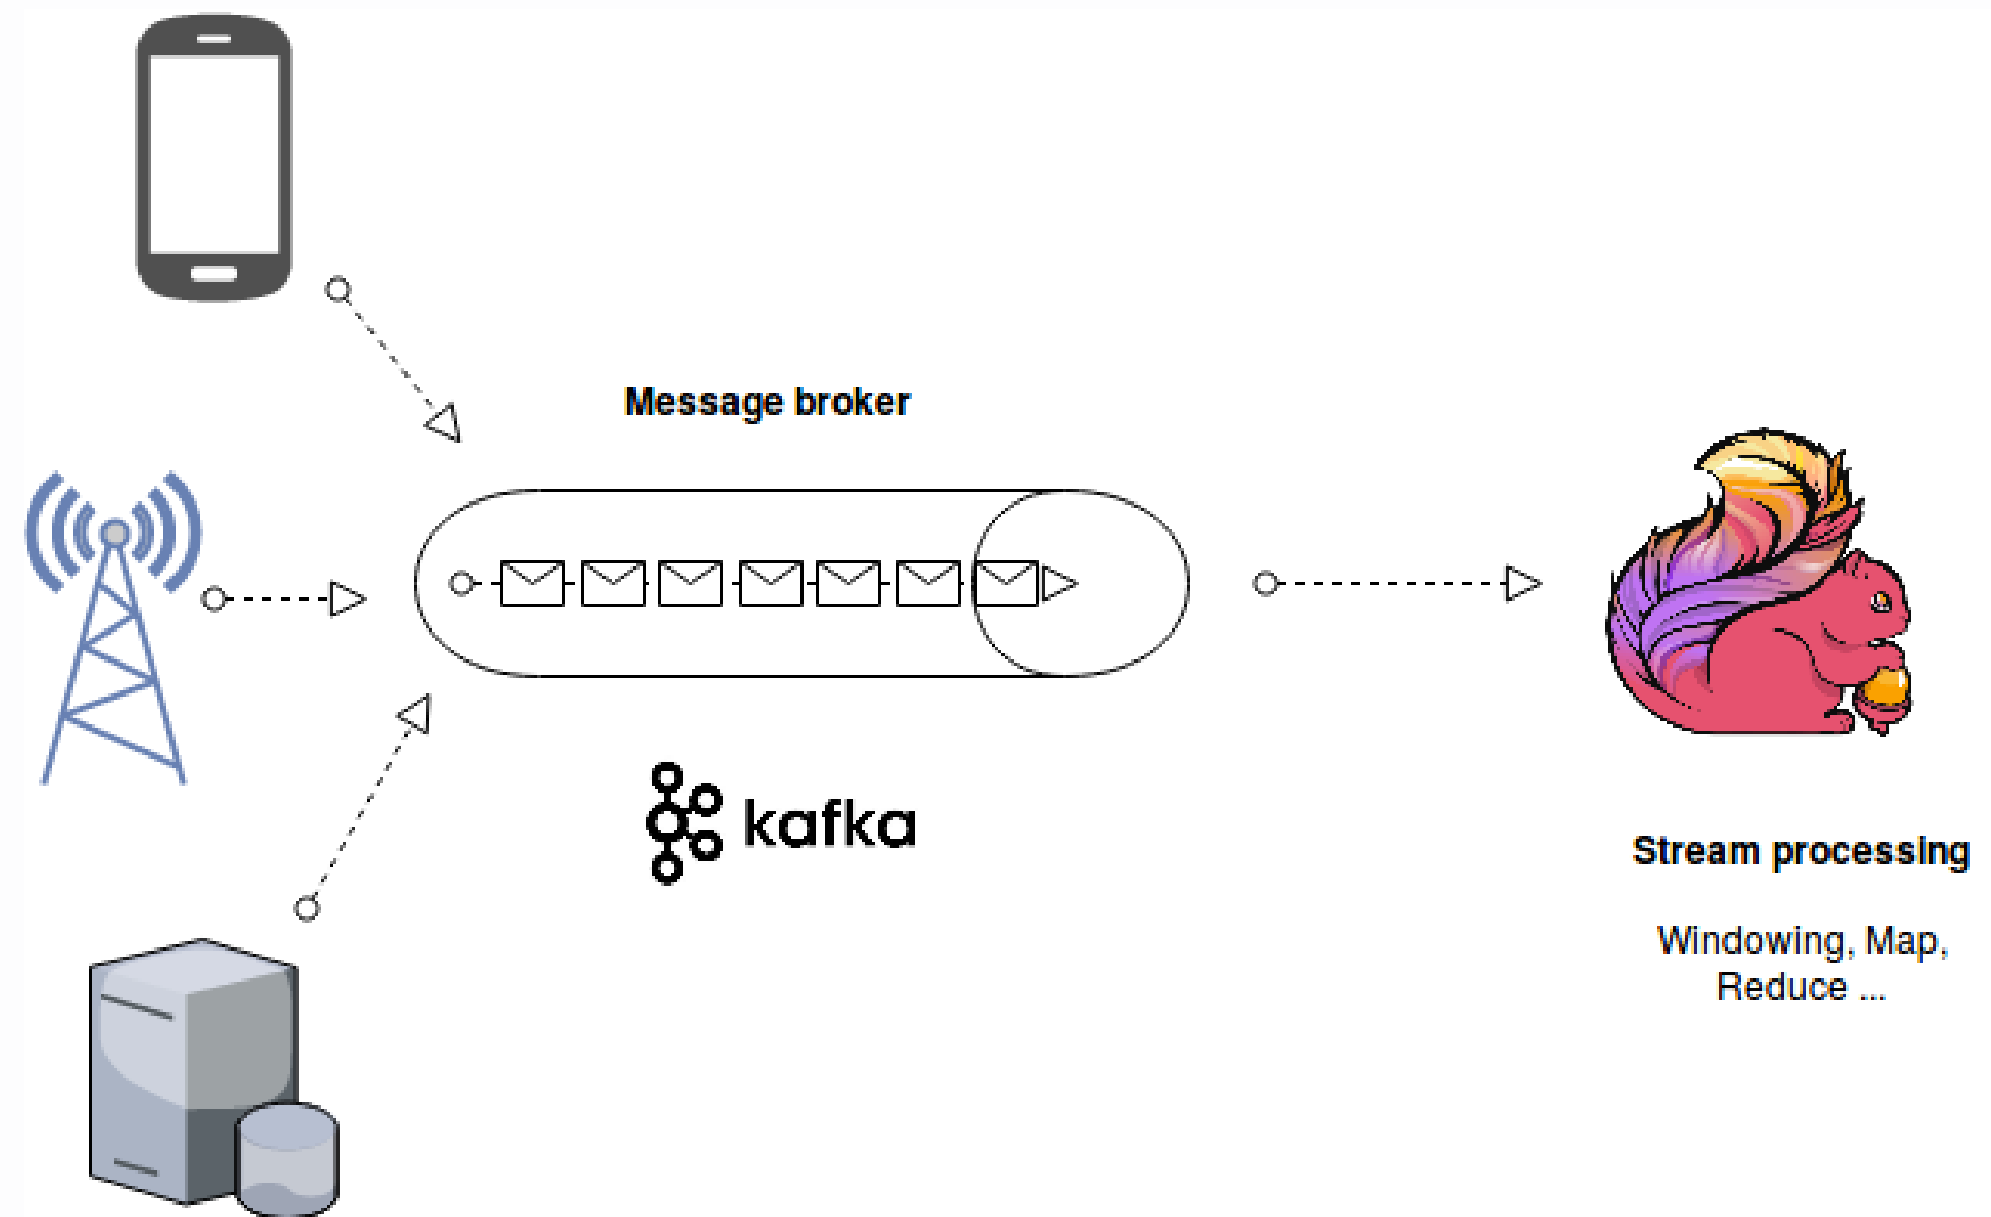 Message broker
kafka
Stream processing
Windowing, Map,
Reduce ...